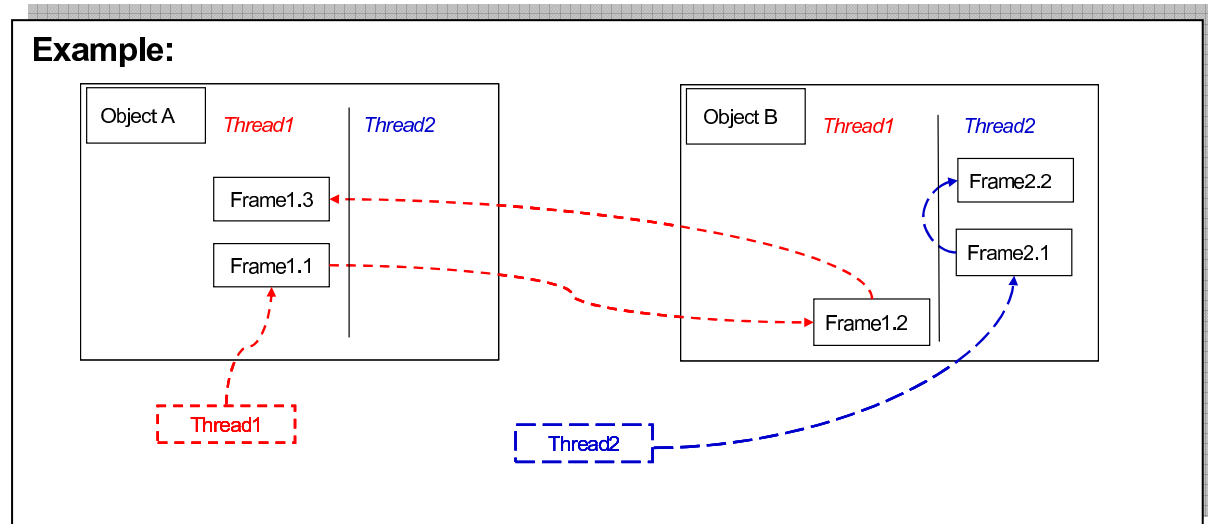 Example:
Object A
Thread1
Thread2
Frame1.3
Frame1.1
Thread1
Object B
Thread1
Thread2
Frame2.2
Frame2.1
Frame1.2
Thread2